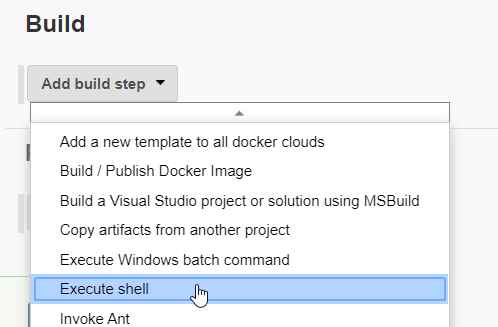 Build
Add build step
Add a new template to all docker clouds
Build / Publish Docker Image
Build a Visual Studio project or solution using MSBuild
Copy artifacts from another project
Execute Windows batch command
Execute shell
Invoke Ant